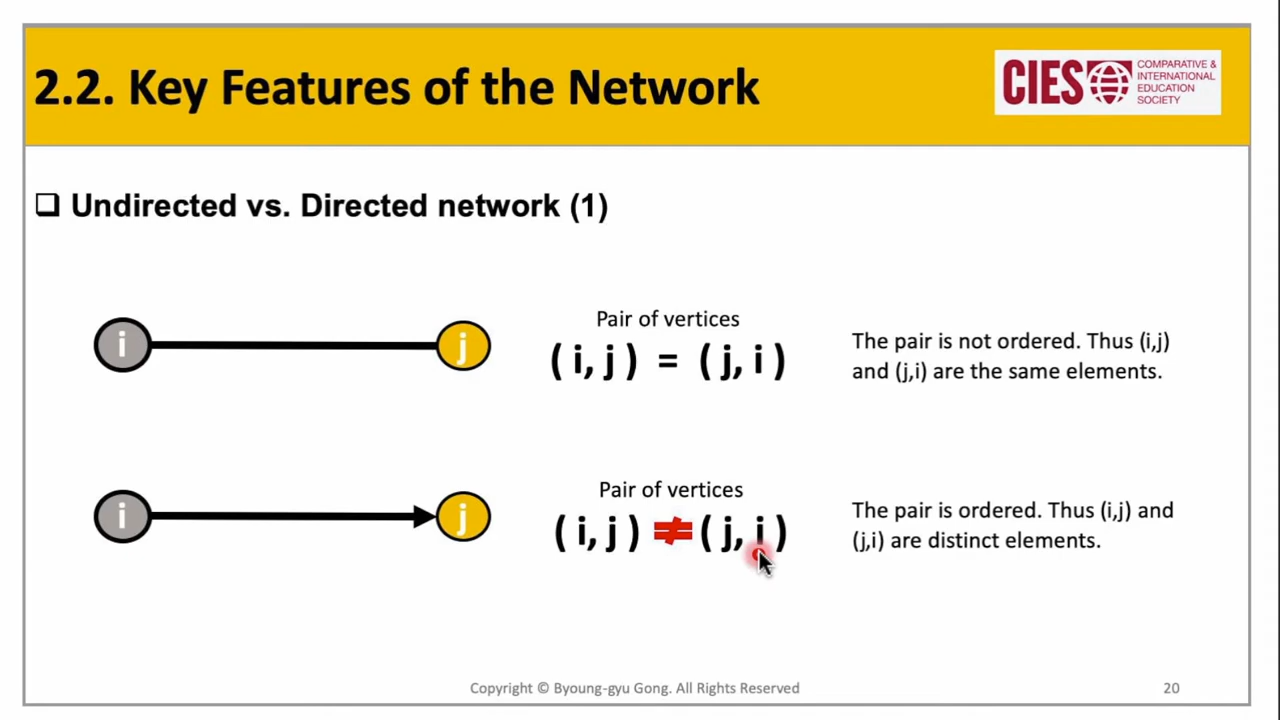 2.2. Key Features of the Network
CIES
COMPARATIVE &
INTERNATIONAL
EDUCATION
SOCIETY
❑ Undirected vs. Directed network (1)
i
j
Pair of vertices
( i, j ) = ( j, i )
The pair is not ordered. Thus (i,j)
and (j,i) are the same elements.
i
j
Pair of vertices
( i, j ) ≠ ( j, i )
The pair is ordered. Thus (i,j) and
(j,i) are distinct elements.
Copyright © Byoung-gyu Gong. All Rights Reserved
20